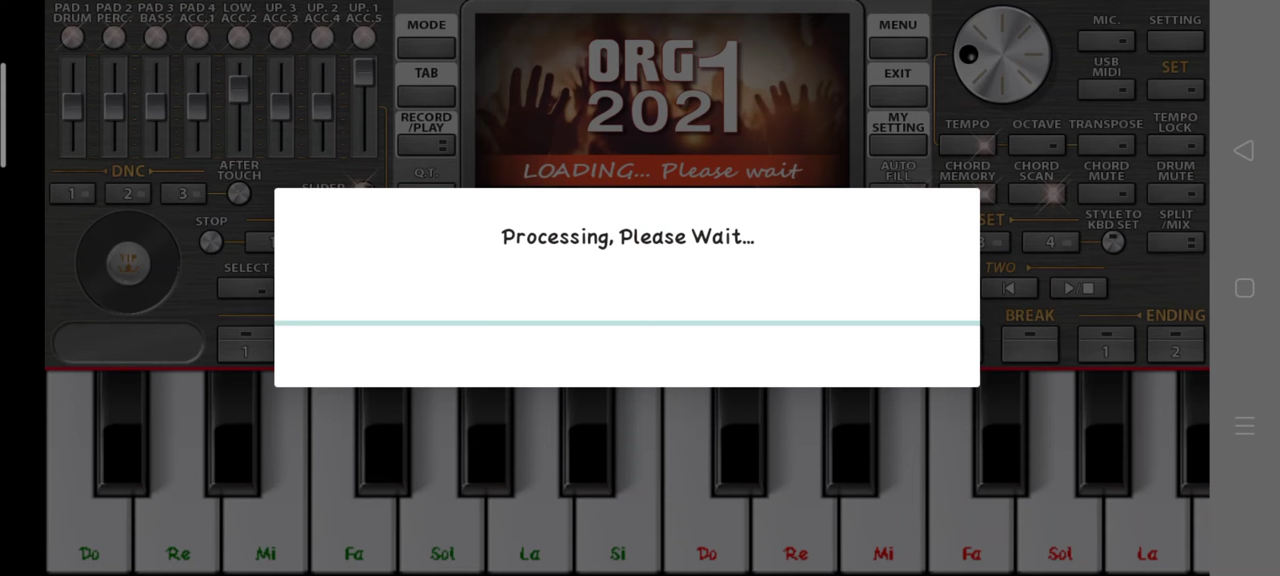 PAD 1 PAD 2 PAD 3 PAD 4 LOW. UP. 3 UP. 2 UP. 1
DRUM PERC. BASS ACC.1 ACC.2 ACC.3 ACC.4 ACC.5
MODE
TAB
RECORD
/PLAY
Q.T.
ORG1
2021
LOADING... Please wait
MENU
EXIT
MY
SETTING
AUTO
FILL
MIC.
SETTING
USB
MIDI
SET
TEMPO
OCTAVE
TRANSPOSE
TEMPO
LOCK
CHORD
MEMORY
CHORD
SCAN
CHORD
MUTE
DRUM
MUTE
DNC
AFTER
TOUCH
1
2
3
STOP
VIP
SELECT
1
SET
3
4
STYLE TO
KBD SET
SPLIT
/MIX
TWO
BREAK
ENDING
1
2
Processing, Please Wait...
Do Re Mi Fa Sol La Si Do Re Mi Fa Sol La